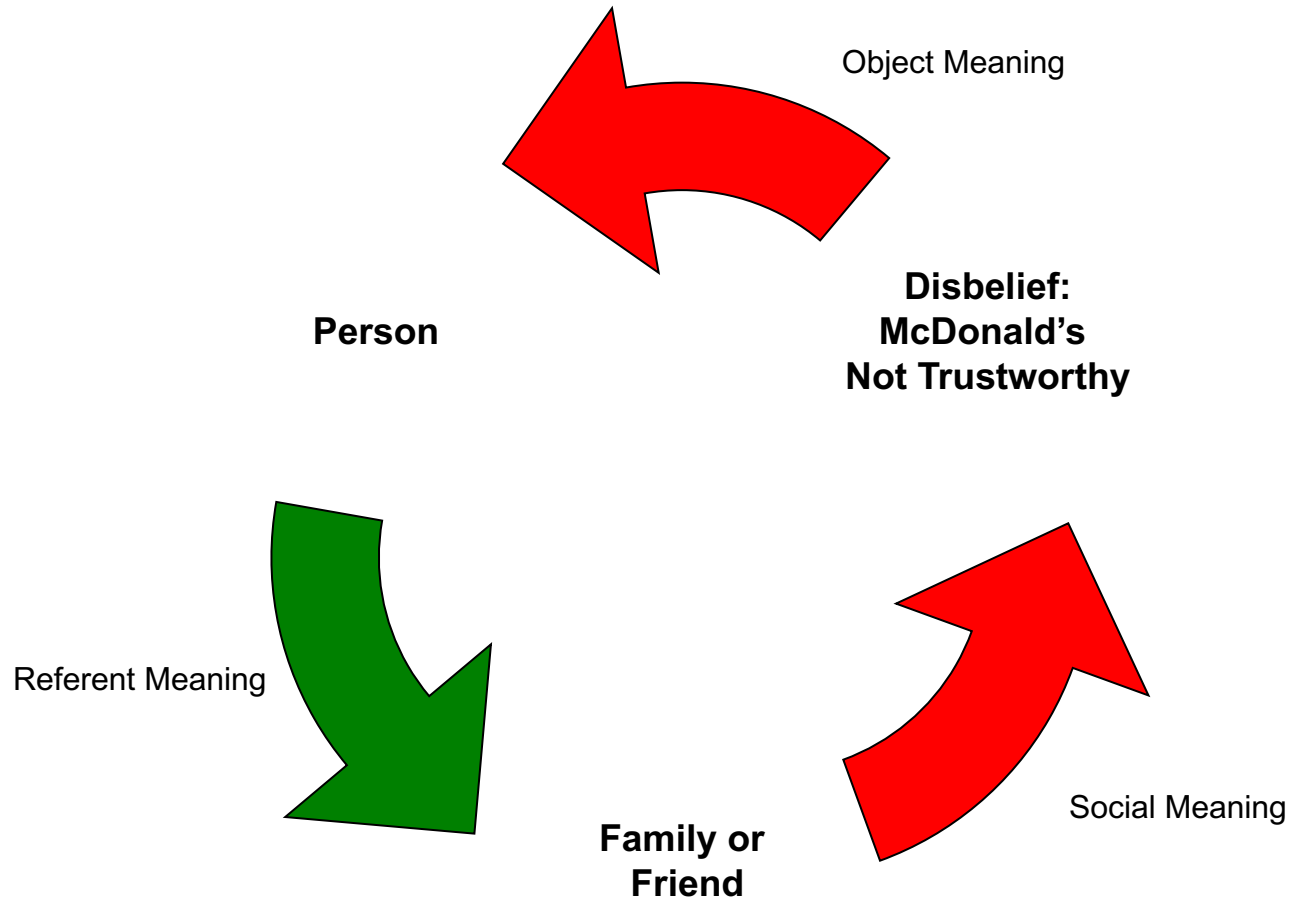 Object Meaning
Disbelief:
McDonald’s
Not Trustworthy
Person
Referent Meaning
Social Meaning
Family or
Friend